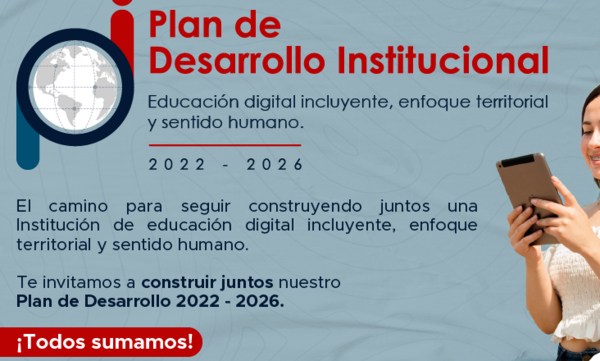 Plan de
Desarrollo Institucional
Educación digital incluyente, enfoque territorial
y sentido humano.
2022 - 2026
El camino para seguir construyendo juntos una
Institución de educación digital incluyente, enfoque
territorial y sentido humano.
Te invitamos a construir juntos nuestro
Plan de Desarrollo 2022 - 2026.
¡Todos sumamos!